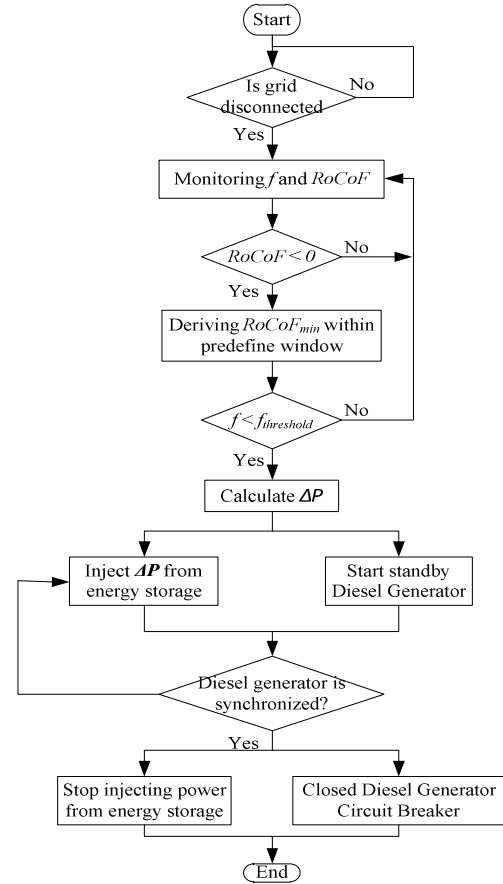 Start
Is grid
disconnected
No
Yes
Monitoring f and RoCoF
RoCoF < 0
No
Yes
Deriving RoCoFmin within
predefine window
f < fthreshold
No
Yes
Calculate ΔP
Inject ΔP from
energy storage
Start standby
Diesel Generator
Diesel generator is
synchronized?
Yes
Stop injecting power
from energy storage
Closed Diesel Generator
Circuit Breaker
End